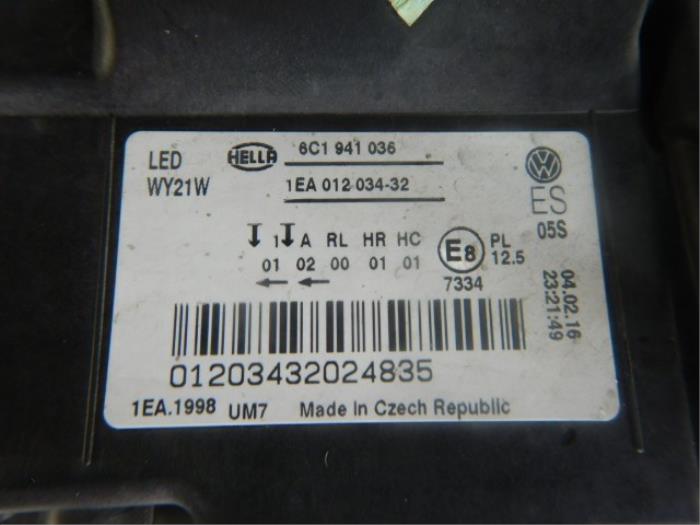 LED
WY21W
HELLA
6C1 941 036
1EA 012 034-32
VW
ES
05S
1 A RL HR HC
01 02 00 01 01
E8
PL
12.5
7334
04.02.16
23:21:49
01203432024835
1EA.1998 UM7 Made in Czech Republic